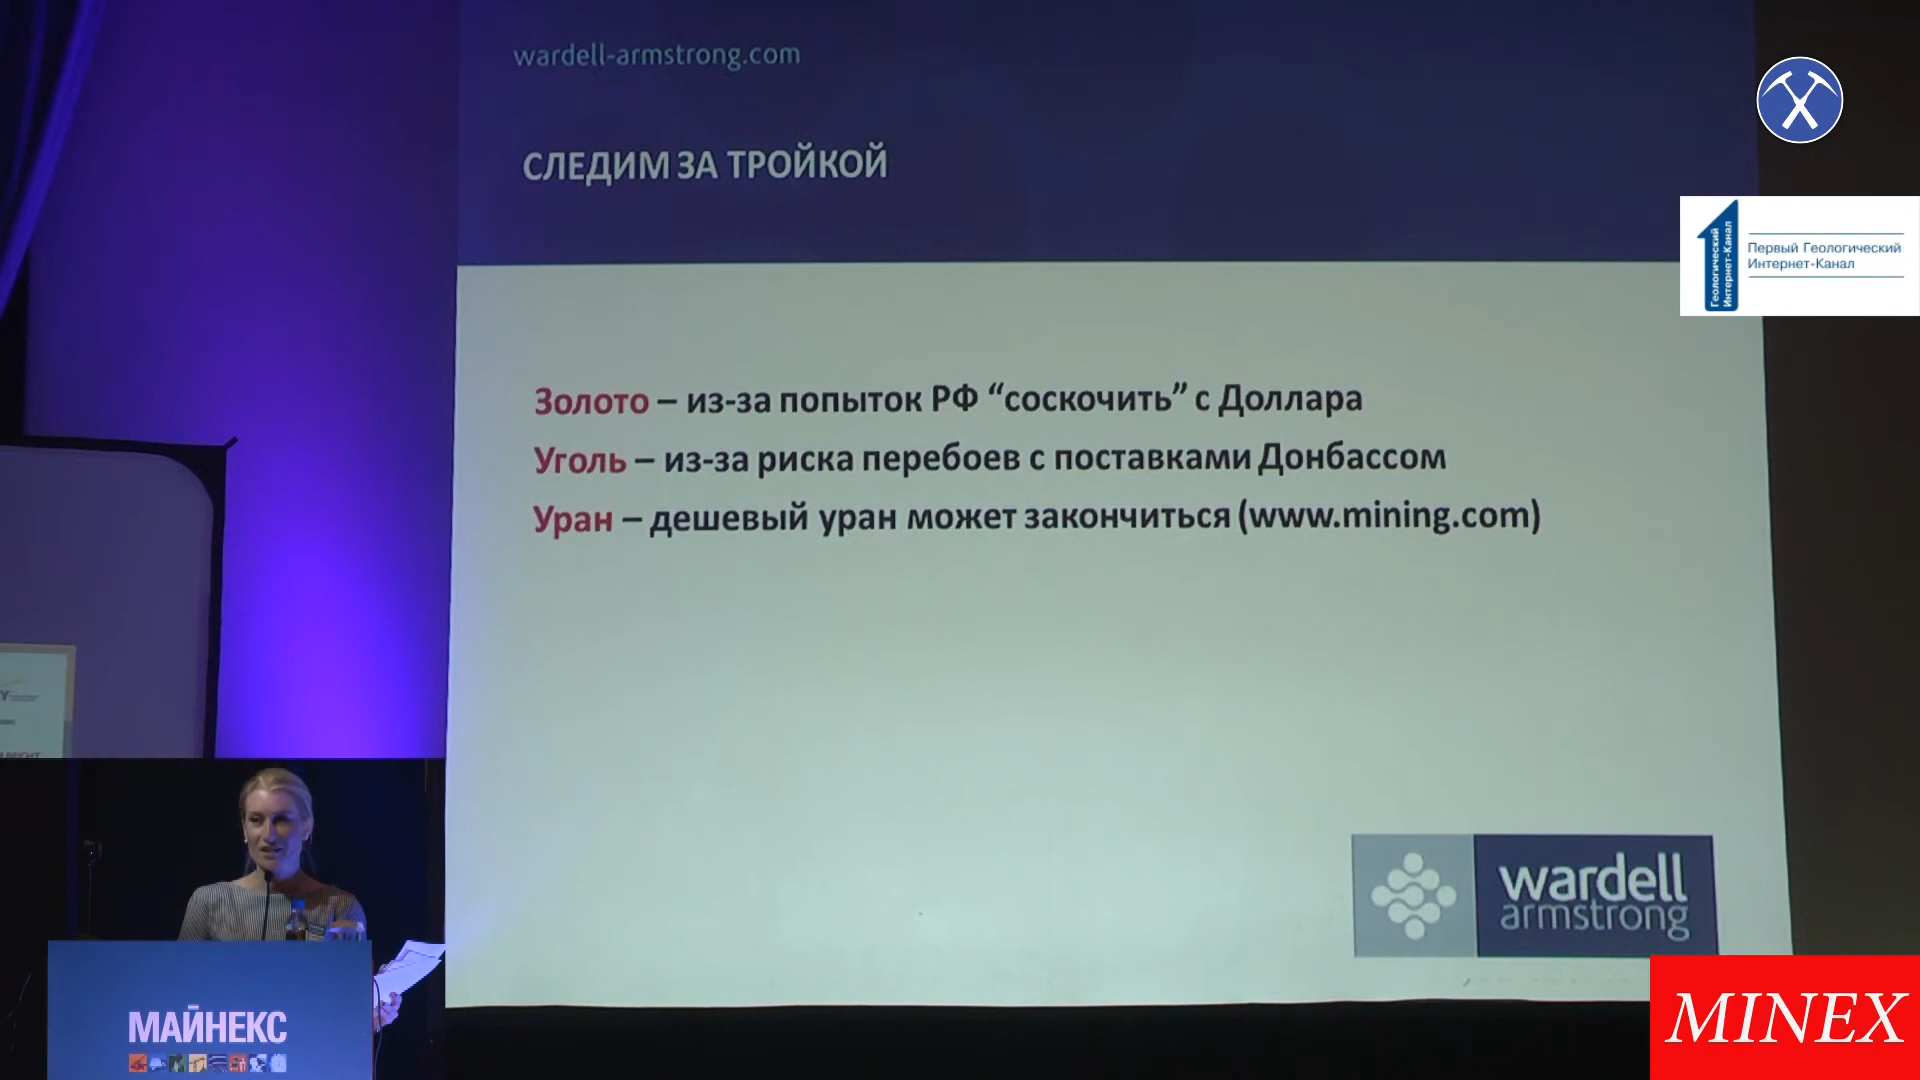 wardell-armstrong.com
СЛЕДИМ ЗА ТРОЙКОЙ
Золото – из-за попыток РФ “соскочить” с Доллара
Уголь – из-за риска перебоев с поставками Донбассом
Уран – дешевый уран может закончиться (www.mining.com)
Геологический
Интернет-Канал
Первый Геологический
Интернет-Канал
wardell
armstrong
МАЙНЕКС
MINEX